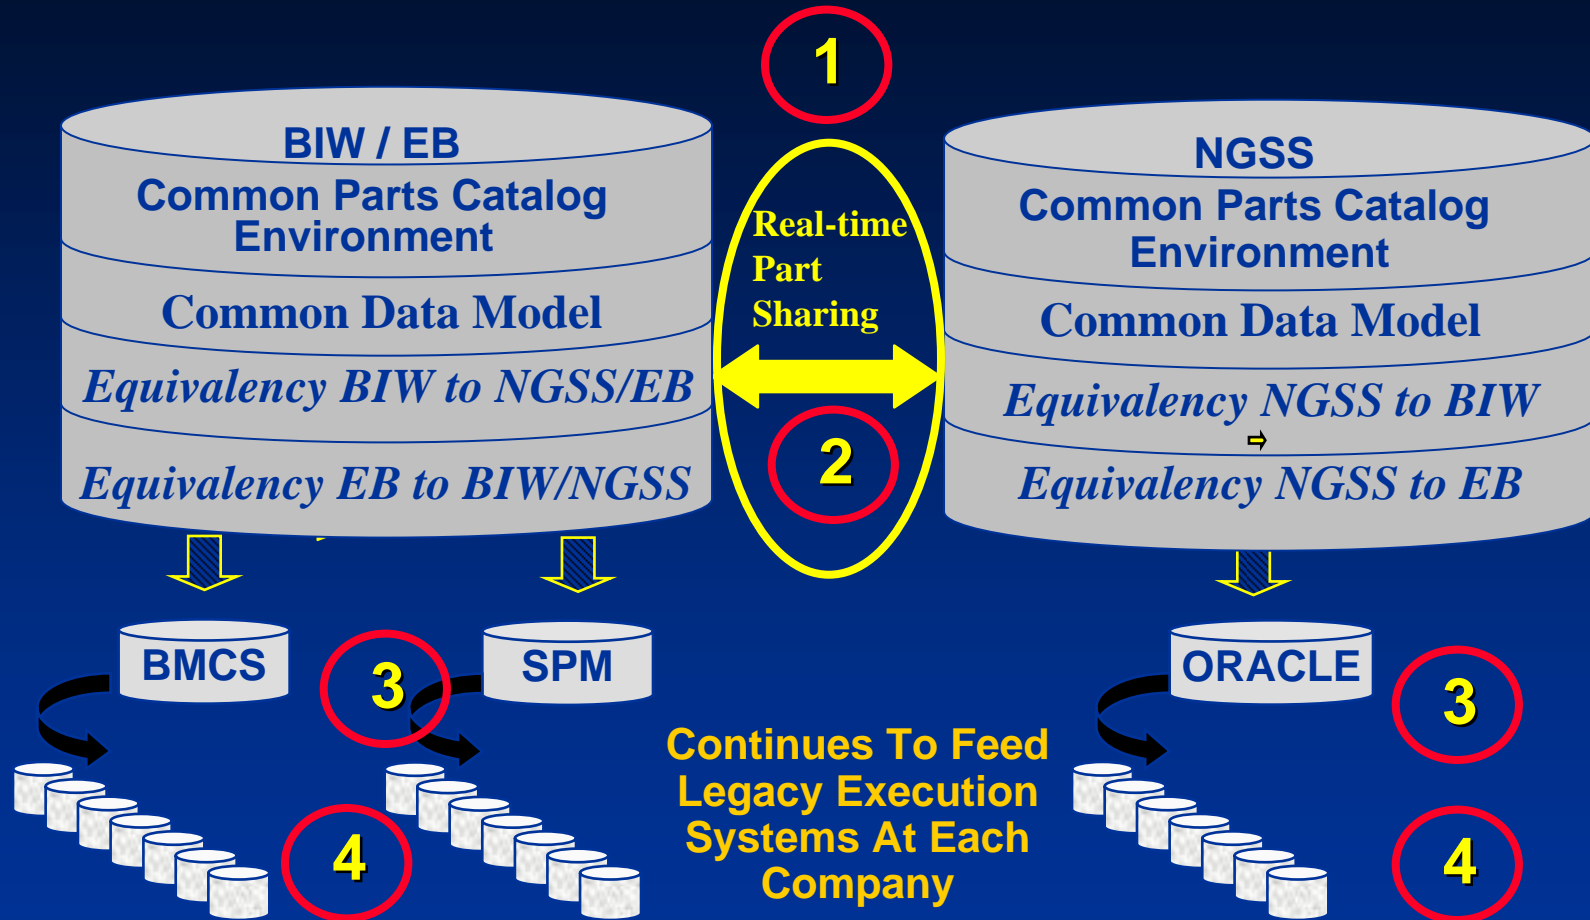 1
BIW / EB
Common Parts Catalog
Environment
Common Data Model
Equivalency BIW to NGSS/EB
Equivalency EB to BIW/NGSS
Real-time
Part
Sharing
2
NGSS
Common Parts Catalog
Environment
Common Data Model
Equivalency NGSS to BIW
Equivalency NGSS to EB
BMCS
3
SPM
ORACLE
3
Continues To Feed
Legacy Execution
Systems At Each
Company
4
4